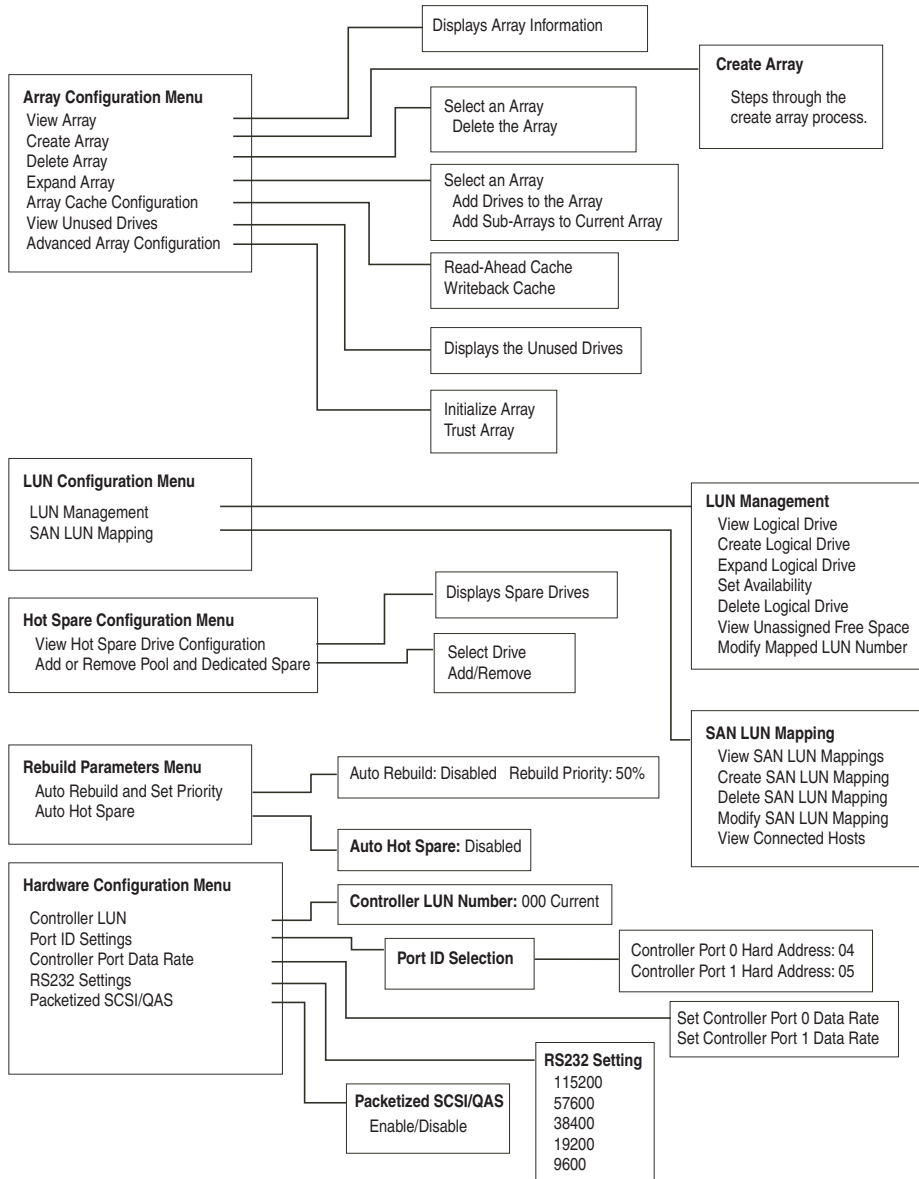 Displays Array Information
Create Array
Steps through the
create array process.
Array Configuration Menu
View Array
Create Array
Delete Array
Expand Array
Array Cache Configuration
View Unused Drives
Advanced Array Configuration
Select an Array
Delete the Array
Select an Array
Add Drives to the Array
Add Sub-Arrays to Current Array
Read-Ahead Cache
Writeback Cache
Displays the Unused Drives
Initialize Array
Trust Array
LUN Configuration Menu
LUN Management
SAN LUN Mapping
LUN Management
View Logical Drive
Create Logical Drive
Expand Logical Drive
Set Availability
Delete Logical Drive
View Unassigned Free Space
Modify Mapped LUN Number
Hot Spare Configuration Menu
View Hot Spare Drive Configuration
Add or Remove Pool and Dedicated Spare
Displays Spare Drives
Select Drive
Add/Remove
SAN LUN Mapping
View SAN LUN Mappings
Create SAN LUN Mapping
Delete SAN LUN Mapping
Modify SAN LUN Mapping
View Connected Hosts
Rebuild Parameters Menu
Auto Rebuild and Set Priority
Auto Hot Spare
Auto Rebuild: Disabled Rebuild Priority: 50%
Auto Hot Spare: Disabled
Hardware Configuration Menu
Controller LUN
Port ID Settings
Controller Port Data Rate
RS232 Settings
Packetized SCSI/QAS
Controller LUN Number: 000 Current
Port ID Selection
Controller Port 0 Hard Address: 04
Controller Port 1 Hard Address: 05
Set Controller Port 0 Data Rate
Set Controller Port 1 Data Rate
RS232 Setting
115200
57600
38400
19200
9600
Packetized SCSI/QAS
Enable/Disable